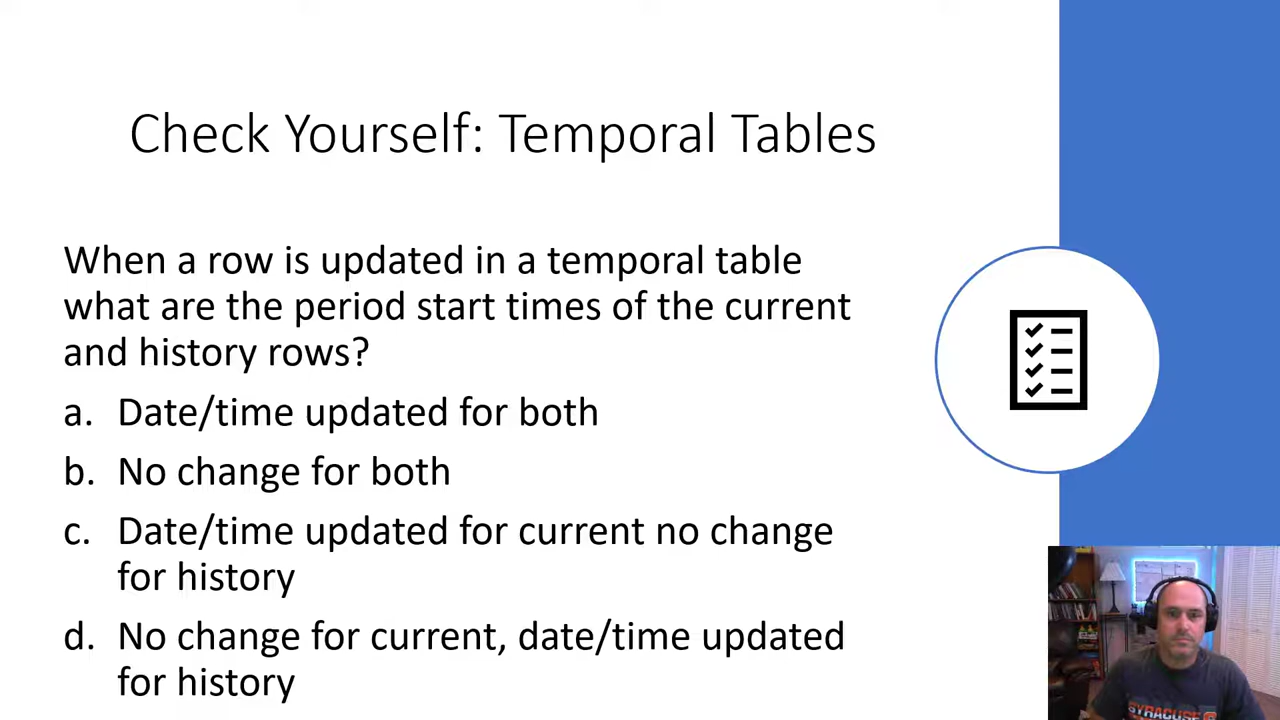 Check Yourself: Temporal Tables
When a row is updated in a temporal table
what are the period start times of the current
and history rows?
a. Date/time updated for both
b. No change for both
c. Date/time updated for current no change
for history
d. No change for current, date/time updated
for history
SYRACUSE